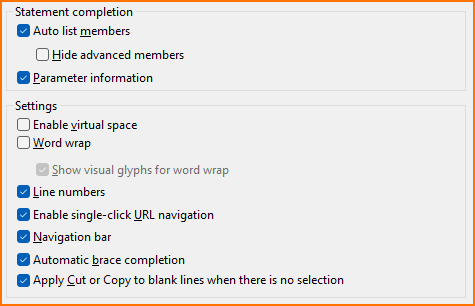 Statement completion
Auto list members
Hide advanced members
Parameter information
Settings
Enable virtual space
Word wrap
Show visual glyphs for word wrap
Line numbers
Enable single-click URL navigation
Navigation bar
Automatic brace completion
Apply Cut or Copy to blank lines when there is no selection